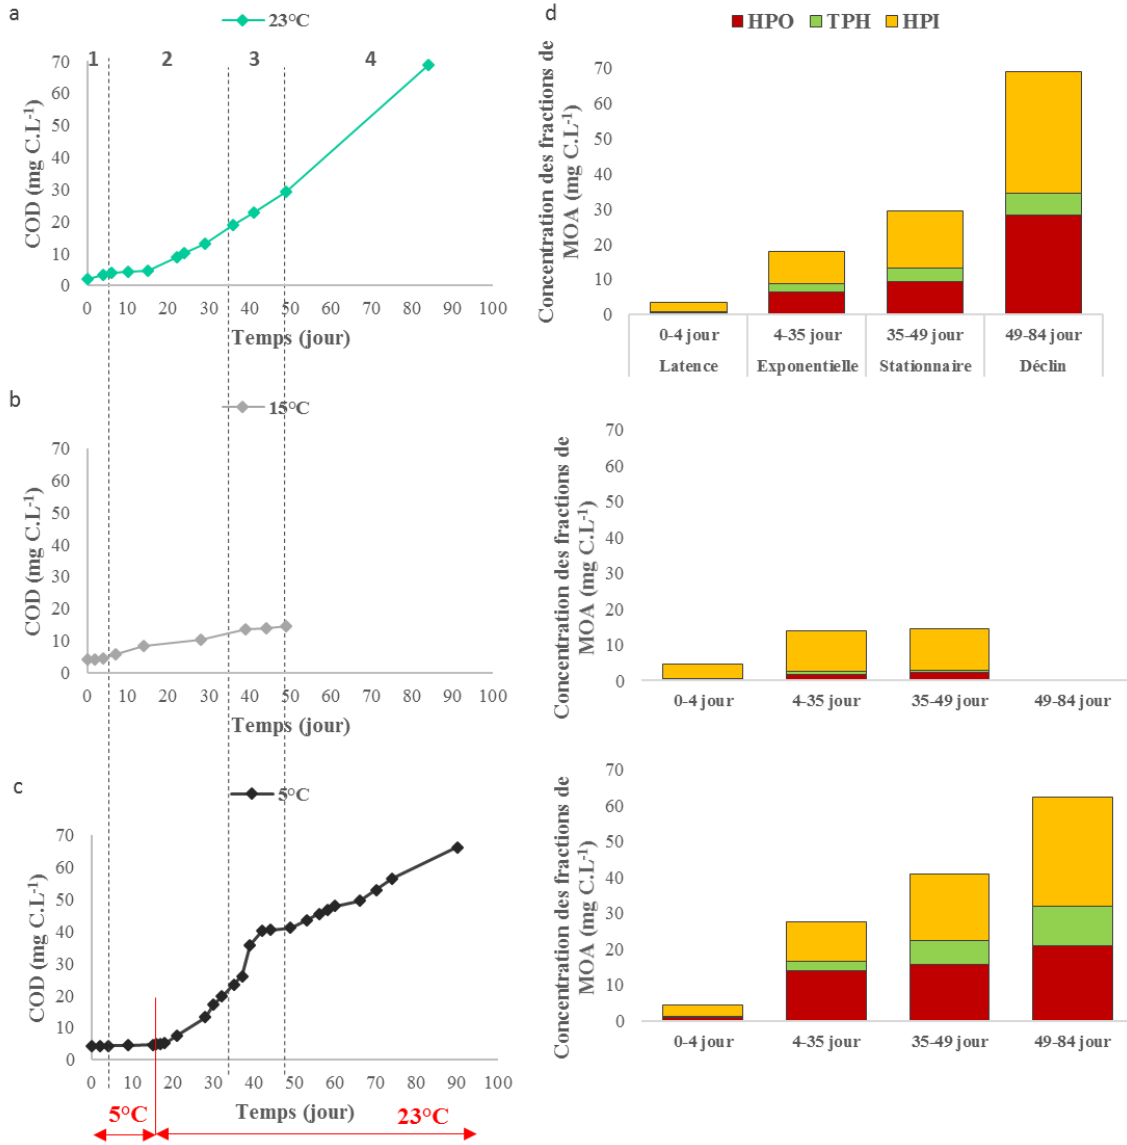 a
23°C
1 2 3 4
COD (mg C.L-1)
70
60
50
40
30
20
10
0
0 10 20 30 40 50 60 70 80 90 100
Temps (jour)
d
HPO TPH HPI
Concentration des fractions de
MOA (mg C.L-1)
70
60
50
40
30
20
10
0
0-4 jour 4-35 jour 35-49 jour 49-84 jour
Latence Exponentielle Stationnaire Déclin
b
15°C
COD (mg C.L-1)
70
60
50
40
30
20
10
0
0 10 20 30 40 50 60 70 80 90 100
Temps (jour)
Concentration des fractions de
MOA (mg C.L-1)
70
60
50
40
30
20
10
0
0-4 jour 4-35 jour 35-49 jour 49-84 jour
c
5°C
COD (mg C.L-1)
70
60
50
40
30
20
10
0
0 10 20 30 40 50 60 70 80 90 100
Temps (jour)
5°C 23°C
Concentration des fractions de
MOA (mg C.L-1)
70
60
50
40
30
20
10
0
0-4 jour 4-35 jour 35-49 jour 49-84 jour